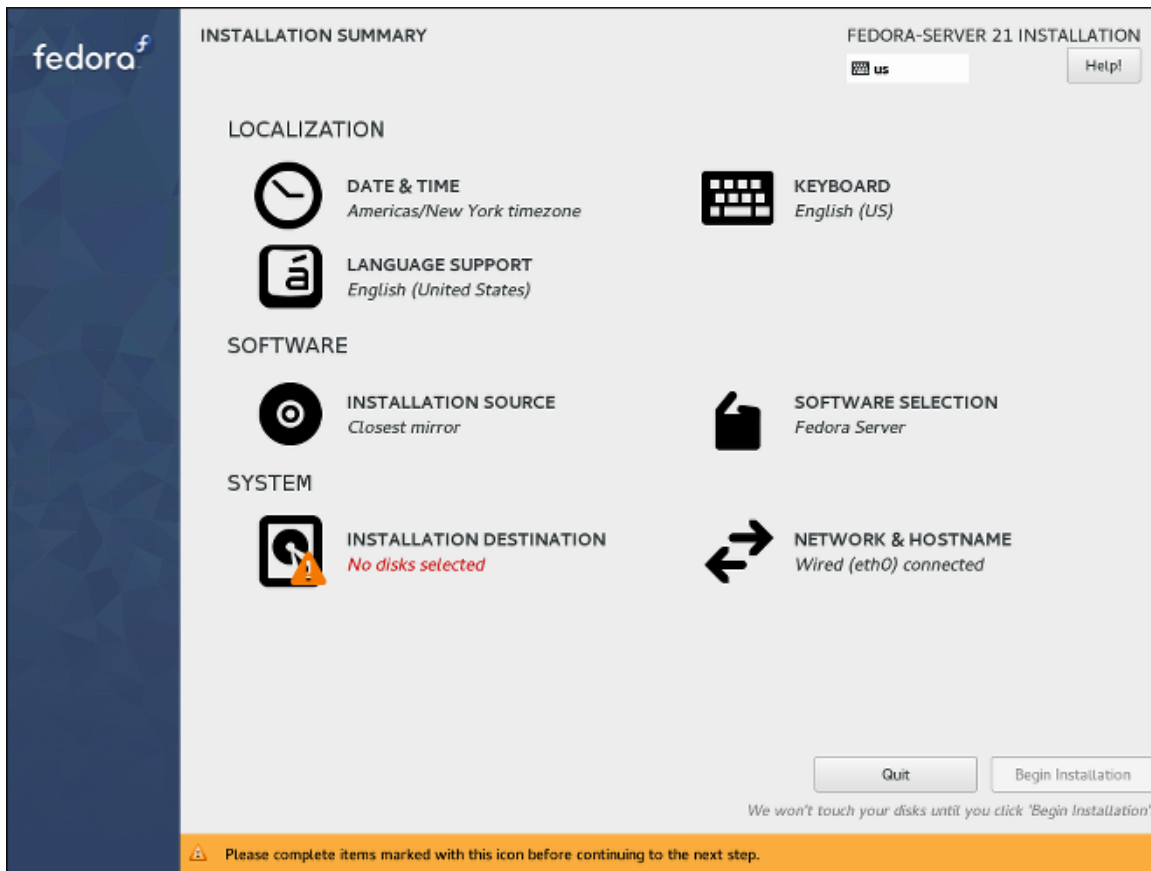 fedora
INSTALLATION SUMMARY
FEDORA-SERVER 21 INSTALLATION
us
Help!
LOCALIZATION
DATE & TIME
Americas/New York timezone
KEYBOARD
English (US)
LANGUAGE SUPPORT
English (United States)
SOFTWARE
INSTALLATION SOURCE
Closest mirror
SOFTWARE SELECTION
Fedora Server
SYSTEM
INSTALLATION DESTINATION
No disks selected
NETWORK & HOSTNAME
Wired (eth0) connected
Quit
Begin Installation
We won't touch your disks until you click 'Begin Installation'
Please complete items marked with this icon before continuing to the next step.